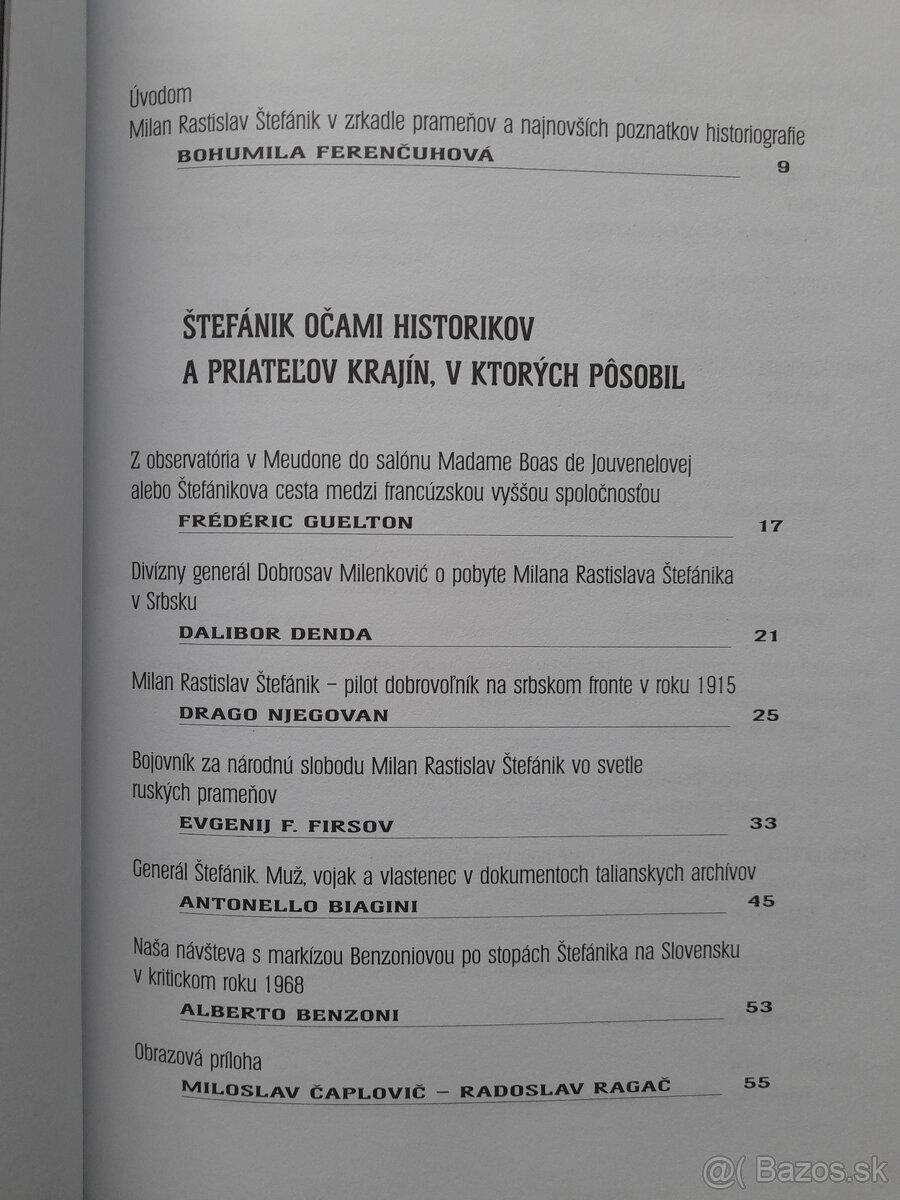 Úvodom
Milan Rastislav Štefánik v zrkadle prameňov a najnovších poznatkov historiografie
BOHUMILA FERENČUHOVÁ 9
ŠTEFÁNIK OČAMI HISTORIKOV
A PRIATEĽOV KRAJÍN, V KTORÝCH PÔSOBIL
Z observatória v Meudone do salónu Madame Boas de Jouvenelovej
alebo Štefánikova cesta medzi francúzskou vyššou spoločnosťou
FRÉDÉRIC GUELTON 17
Divízny generál Dobrosav Milenković o pobyte Milana Rastislava Štefánika
v Srbsku
DALIBOR DENDA 21
Milan Rastislav Štefánik – pilot dobrovoľník na srbskom fronte v roku 1915
DRAGO NJEGOVAN 25
Bojovník za národnú slobodu Milan Rastislav Štefánik vo svetle
ruských prameňov
EVGENIJ F. FIRSOV 33
Generál Štefánik. Muž, vojak a vlastenec v dokumentoch talianskych archívov
ANTONELLO BIAGINI 45
Naša návšteva s markízou Benzoniovou po stopách Štefánika na Slovensku
v kritickom roku 1968
ALBERTO BENZONI 53
Obrazová príloha
MILOSLAV ČAPLOVIČ – RADOSLAV RAGAČ 55
@( Bazos.sk